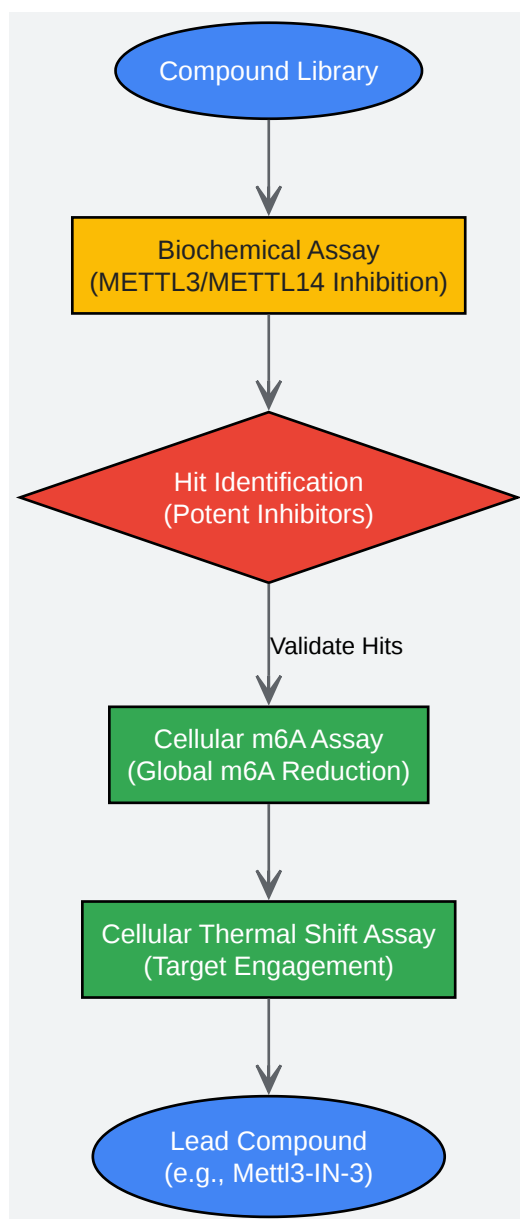 Compound Library
Biochemical Assay
(METTL3/METTL14 Inhibition)
Hit Identification
(Potent Inhibitors)
Validate Hits
Cellular m6A Assay
(Global m6A Reduction)
Cellular Thermal Shift Assay
(Target Engagement)
Lead Compound
(e.g., Mettl3-IN-3)